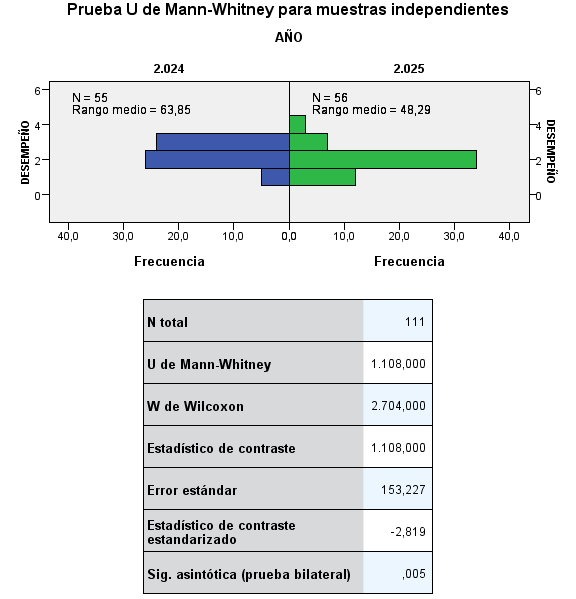 Prueba U de Mann-Whitney para muestras independientes
AÑO
2.024 2.025
N = 55
Rango medio = 63,85
N = 56
Rango medio = 48,29
DESEMPEÑO
6
4
2
0
6
4
2
0
DESEMPEÑO
40,0 30,0 20,0 10,0 0,0 10,0 20,0 30,0 40,0
Frecuencia Frecuencia
N total 111
U de Mann-Whitney 1.108,000
W de Wilcoxon 2.704,000
Estadístico de contraste 1.108,000
Error estándar 153,227
Estadístico de contraste
estandarizado -2,819
Sig. asintótica (prueba bilateral) ,005